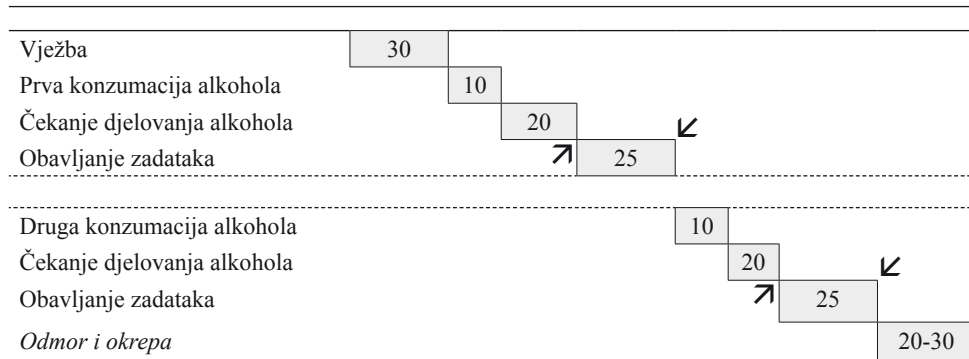 Vježba 30
Prva konzumacija alkohola 10
Čekanje djelovanja alkohola 20
Obavljanje zadataka 25
Druga konzumacija alkohola 10
Čekanje djelovanja alkohola 20
Obavljanje zadataka 25
Odmor i okrepa 20-30